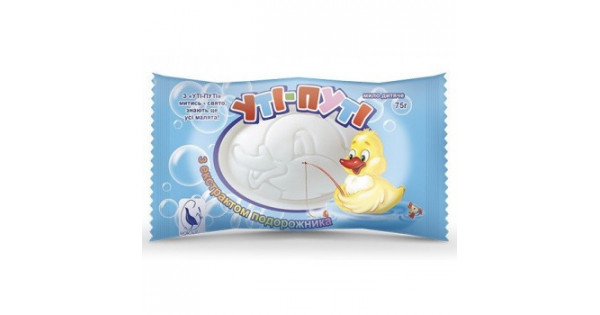 З «УТІ-ПУТІ»
митись - свято
знають це
усі малята!
УТІ-ПУТІ
мило дитяче
75г
з екстрактом подорожника